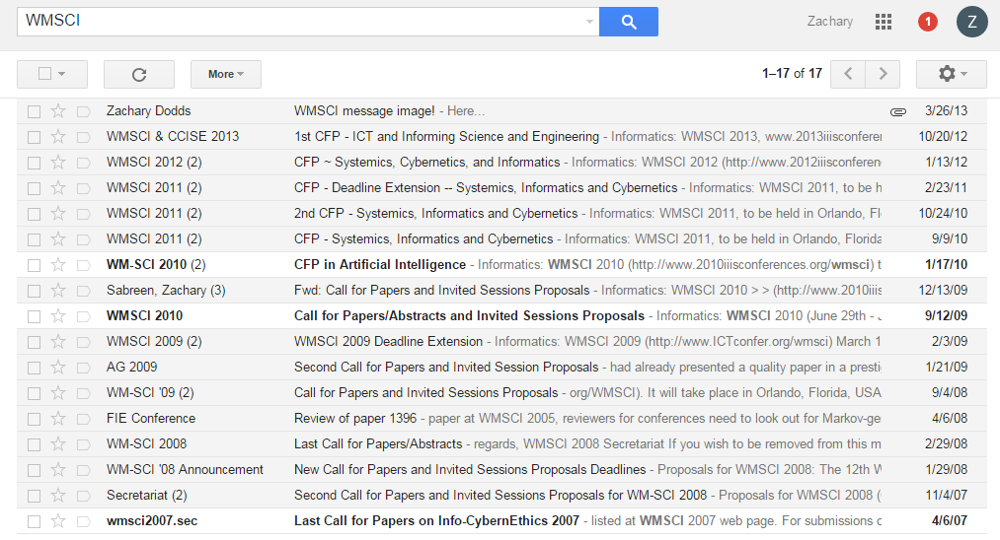 WMSCI
Zachary 1 Z
More 1–17 of 17
Zachary Dodds WMSCI message image! - Here... 3/26/13
WMSCI & CCISE 2013 1st CFP - ICT and Informing Science and Engineering - Informatics: WMSCI 2013, www.2013iiisconferen 10/20/12
WMSCI 2012 (2) CFP ~ Systemics, Cybernetics, and Informatics - Informatics: WMSCI 2012 (http://www.2012iiisconferen 1/13/12
WMSCI 2011 (2) CFP - Deadline Extension -- Systemics, Informatics and Cybernetics - Informatics: WMSCI 2011, to be h 2/23/11
WMSCI 2011 (2) 2nd CFP - Systemics, Informatics and Cybernetics - Informatics: WMSCI 2011, to be held in Orlando, Fl 10/24/10
WMSCI 2011 (2) CFP - Systemics, Informatics and Cybernetics - Informatics: WMSCI 2011, to be held in Orlando, Florida 9/9/10
WM-SCI 2010 (2) CFP in Artificial Intelligence - Informatics: WMSCI 2010 (http://www.2010iiisconferences.org/wmsci) t 1/17/10
Sabreen, Zachary (3) Fwd: Call for Papers and Invited Sessions Proposals - Informatics: WMSCI 2010 > > (http://www.2010iiis 12/13/09
WMSCI 2010 Call for Papers/Abstracts and Invited Sessions Proposals - Informatics: WMSCI 2010 (June 29th - 9/12/09
WMSCI 2009 (2) WMSCI 2009 Deadline Extension - Informatics: WMSCI 2009 (http://www.ICTconfer.org/wmsci) March 1 2/3/09
AG 2009 Second Call for Papers and Invited Session Proposals - had already presented a quality paper in a presti 1/21/09
WM-SCI '09 (2) Call for Papers and Invited Sessions Proposals - org/WMSCI). It will take place in Orlando, Florida, USA 9/4/08
FIE Conference Review of paper 1396 - paper at WMSCI 2005, reviewers for conferences need to look out for Markov-ge 4/6/08
WM-SCI 2008 Last Call for Papers/Abstracts - regards, WMSCI 2008 Secretariat If you wish to be removed from this m 2/29/08
WM-SCI '08 Announcement New Call for Papers and Invited Sessions Proposals Deadlines - Proposals for WMSCI 2008: The 12th W 1/29/08
Secretariat (2) Second Call for Papers and Invited Sessions Proposals for WM-SCI 2008 - Proposals for WMSCI 2008 ( 11/4/07
wmsci2007.sec Last Call for Papers on Info-CybernEthics 2007 - listed at WMSCI 2007 web page. For submissions o 4/6/07